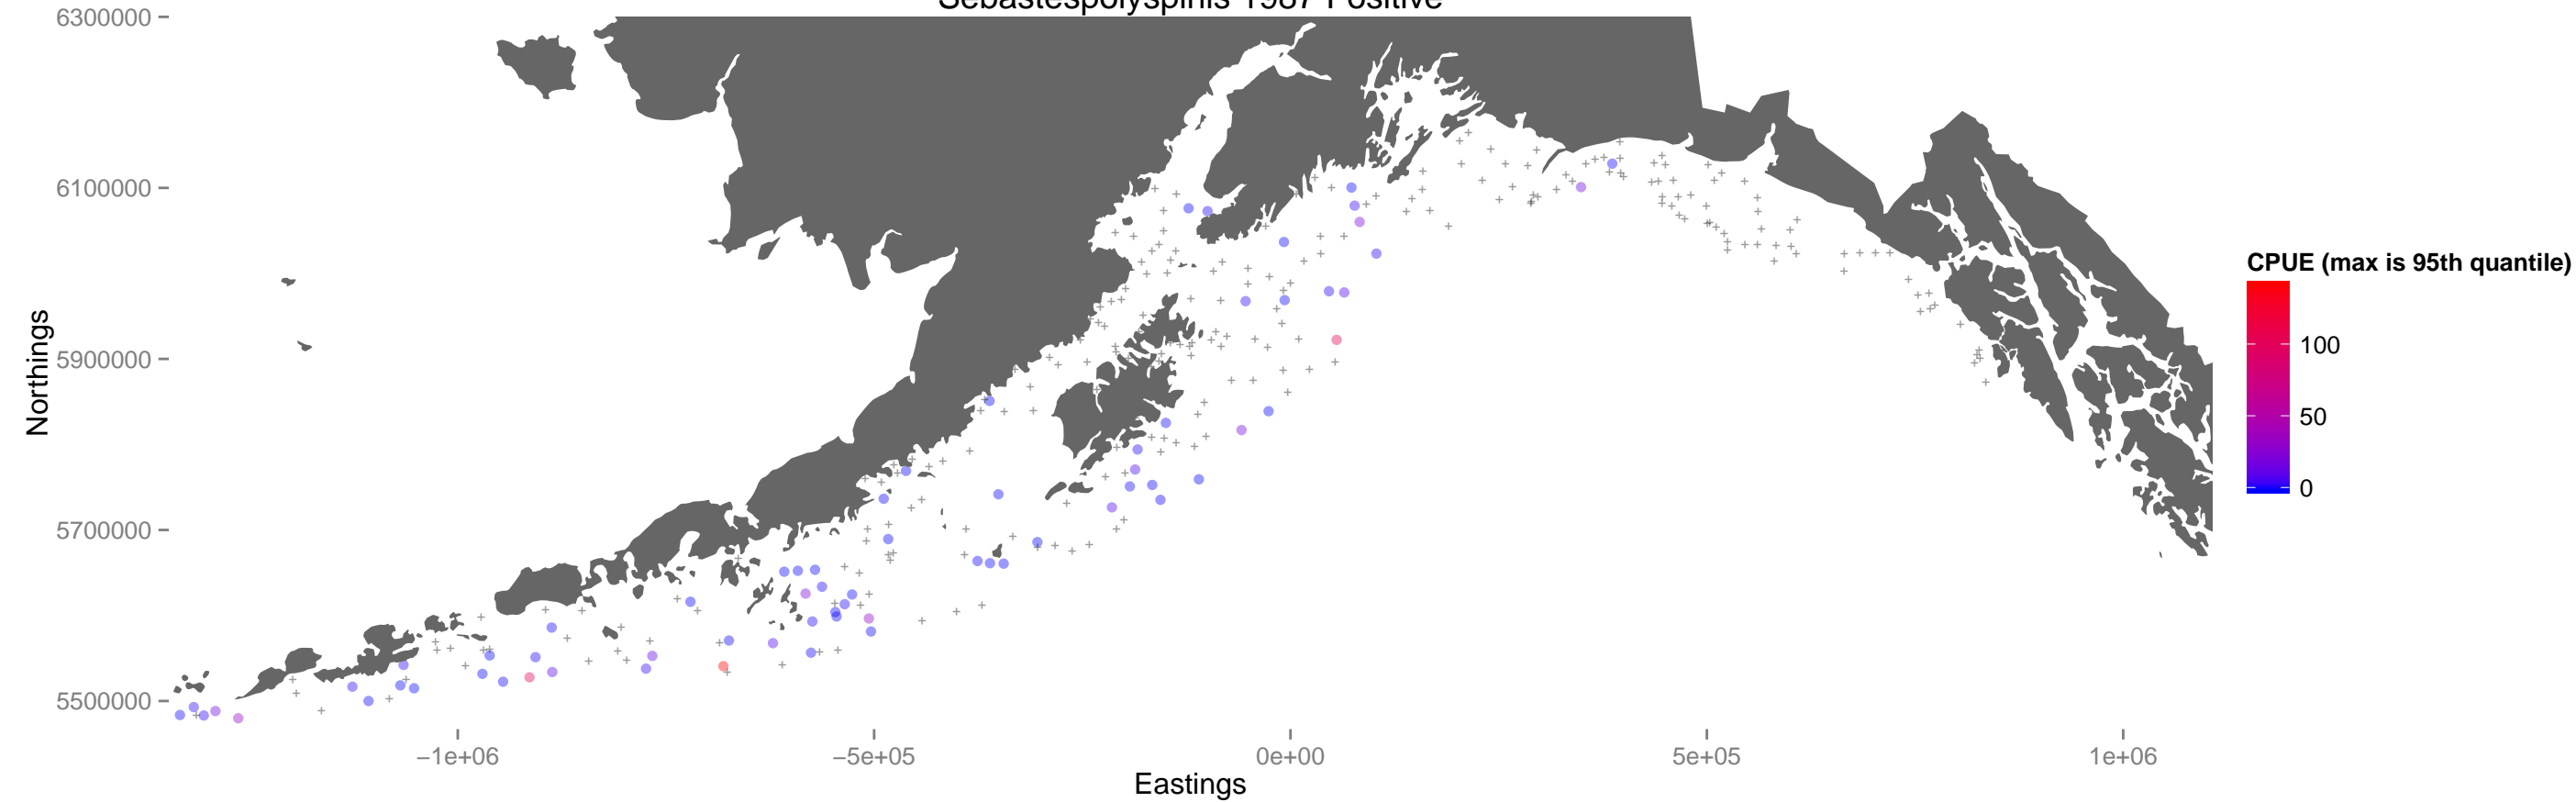 Sebastespolyspinis 1987 Positive
6300000
6100000
5900000
5700000
5500000
Northings
−1e+06
−5e+05
0e+00
5e+05
1e+06
Eastings
CPUE (max is 95th quantile)
100
50
0